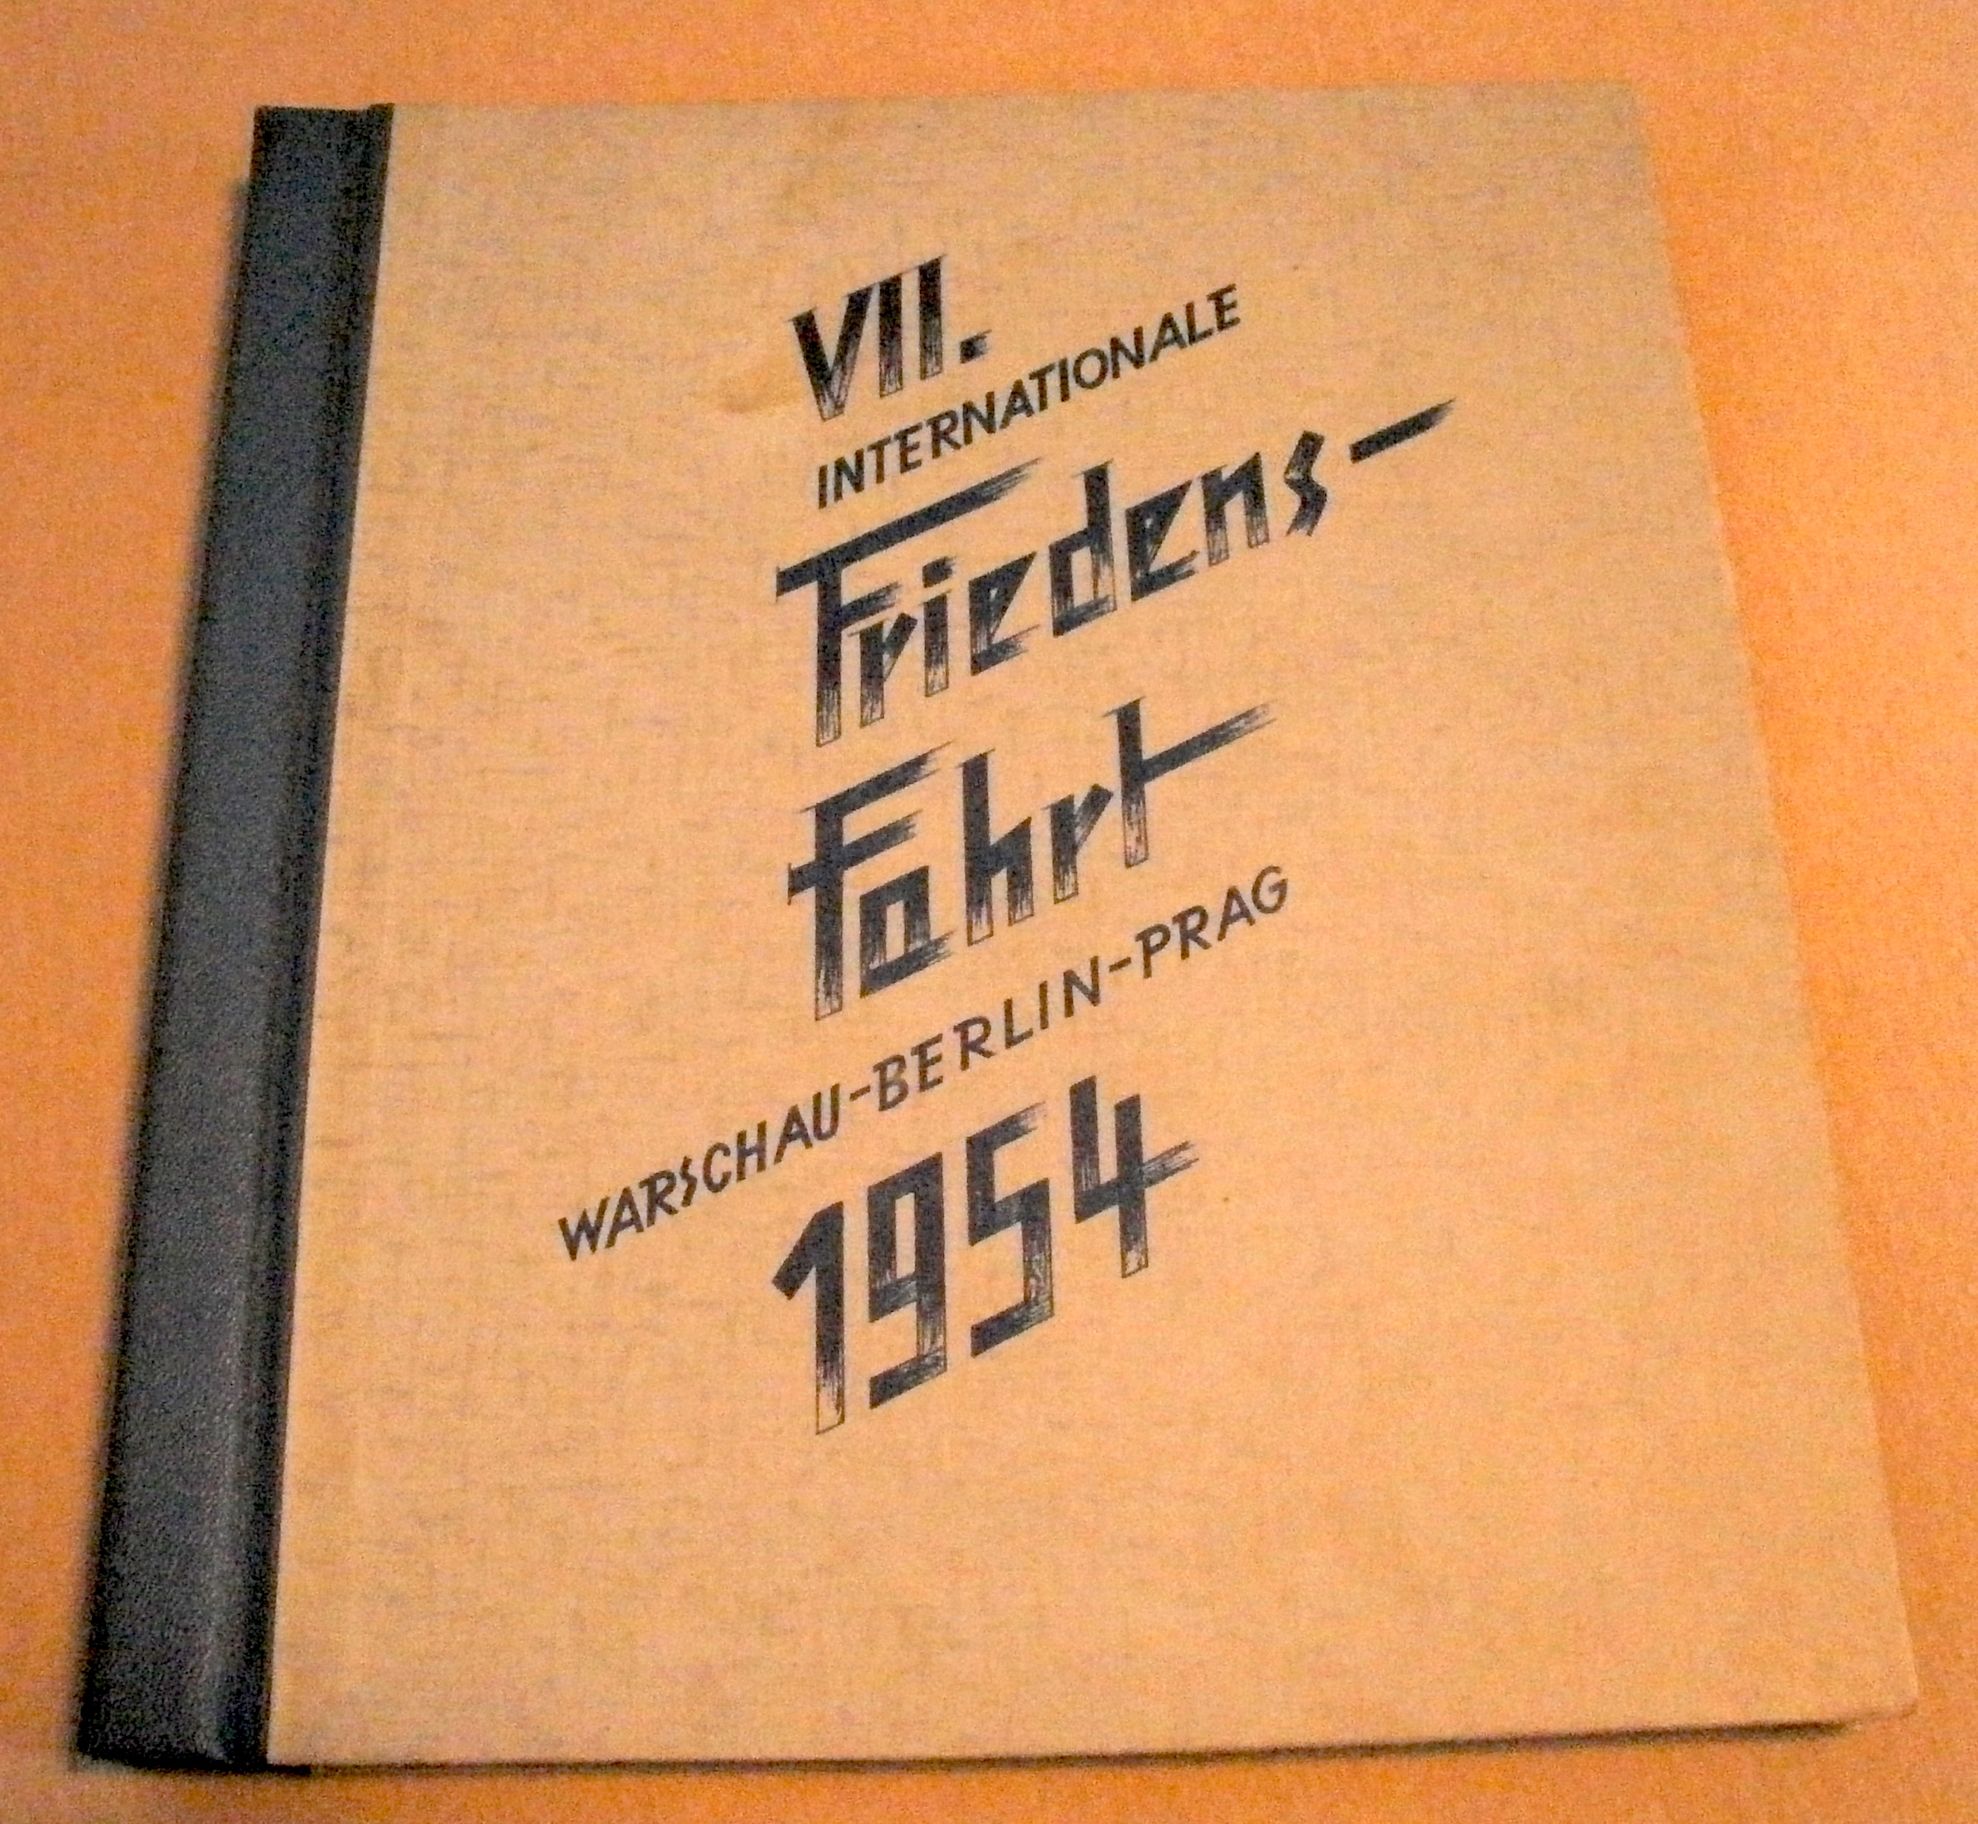 VII.
INTERNATIONALE
Friedens-
fahrt
WARSCHAU-BERLIN-PRAG
1954